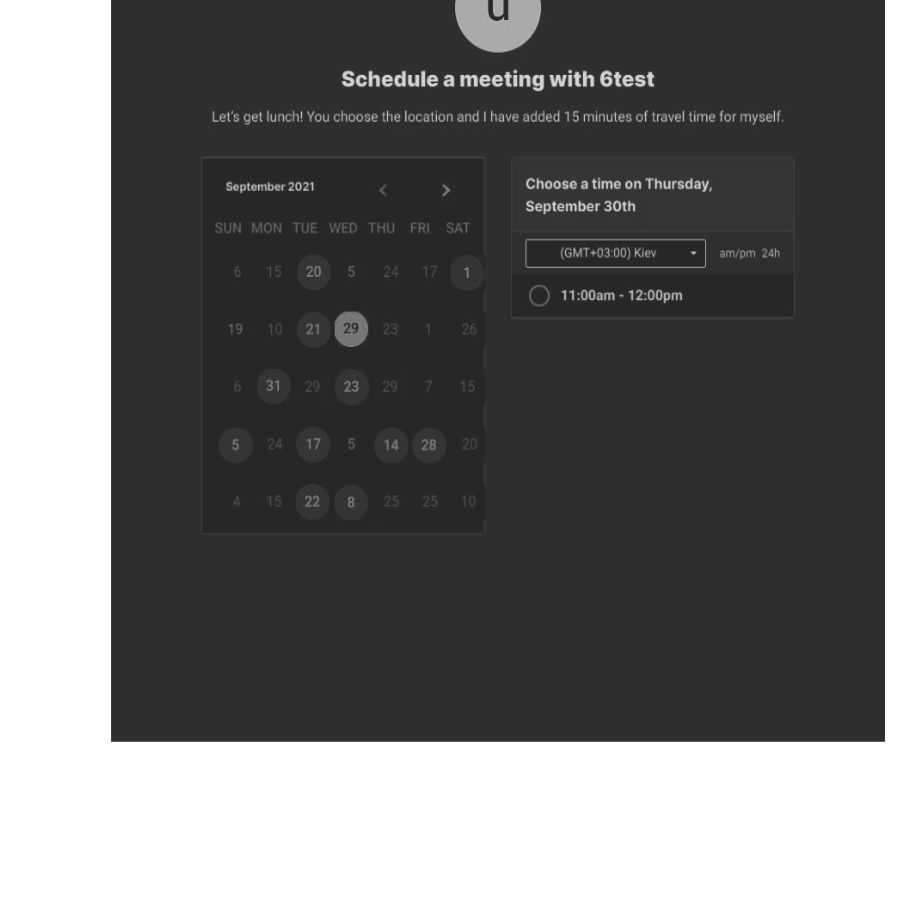 u
Schedule a meeting with 6test
Let's get lunch! You choose the location and I have added 15 minutes of travel time for myself.
September 2021
SUN MON TUE WED THU FRI SAT
6 15 20 5 24 17 1
19 10 21 29 23 1 26
6 31 29 23 29 7 15
5 24 17 5 14 28 20
4 15 22 8 25 25 10
Choose a time on Thursday,
September 30th
(GMT+03:00) Kiev am/pm 24h
11:00am - 12:00pm